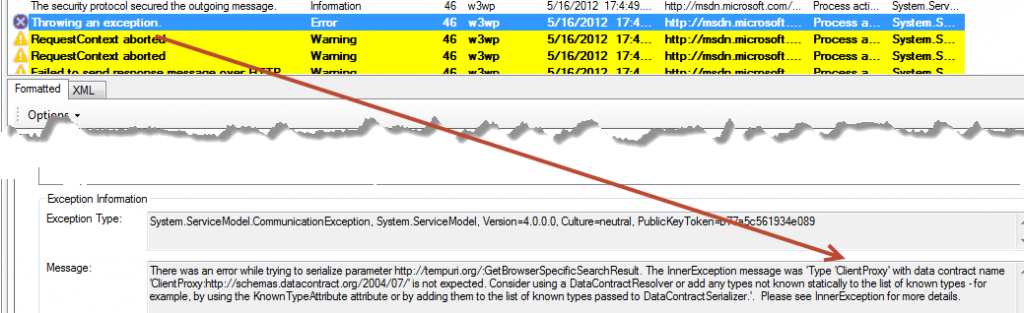 The security protocol secured the outgoing message. Information 46 w3wp 5/16/2012 17:4:49.... http://msdn.microsoft.com/... Process acti... System.Serv...
Throwing an exception. Error 46 w3wp 5/16/2012 17:4... http://msdn.microsoft.... Process a... System.S...
RequestContext aborted Warning 46 w3wp 5/16/2012 17:4... http://msdn.microsoft.... Process a... System.S...
RequestContext aborted Warning 46 w3wp 5/16/2012 17:4... http://msdn.microsoft.... Process a... System.S...
Failed to send response message over HTTP Warning 46 w3wp 5/16/2012 17:4... http://msdn.microsoft.... Process a... System.S...
Formatted XML
Options
Exception Information
Exception Type: System.ServiceModel.CommunicationException, System.ServiceModel, Version=4.0.0.0, Culture=neutral, PublicKeyToken=b77a5c561934e089
Message: There was an error while trying to serialize parameter http://tempuri.org/:GetBrowserSpecificSearchResult. The InnerException message was 'Type 'ClientProxy' with data contract name
'ClientProxy:http://schemas.datacontract.org/2004/07/' is not expected. Consider using a DataContractResolver or add any types not known statically to the list of known types - for
example, by using the KnownTypeAttribute attribute or by adding them to the list of known types passed to DataContractSerializer.'. Please see InnerException for more details.